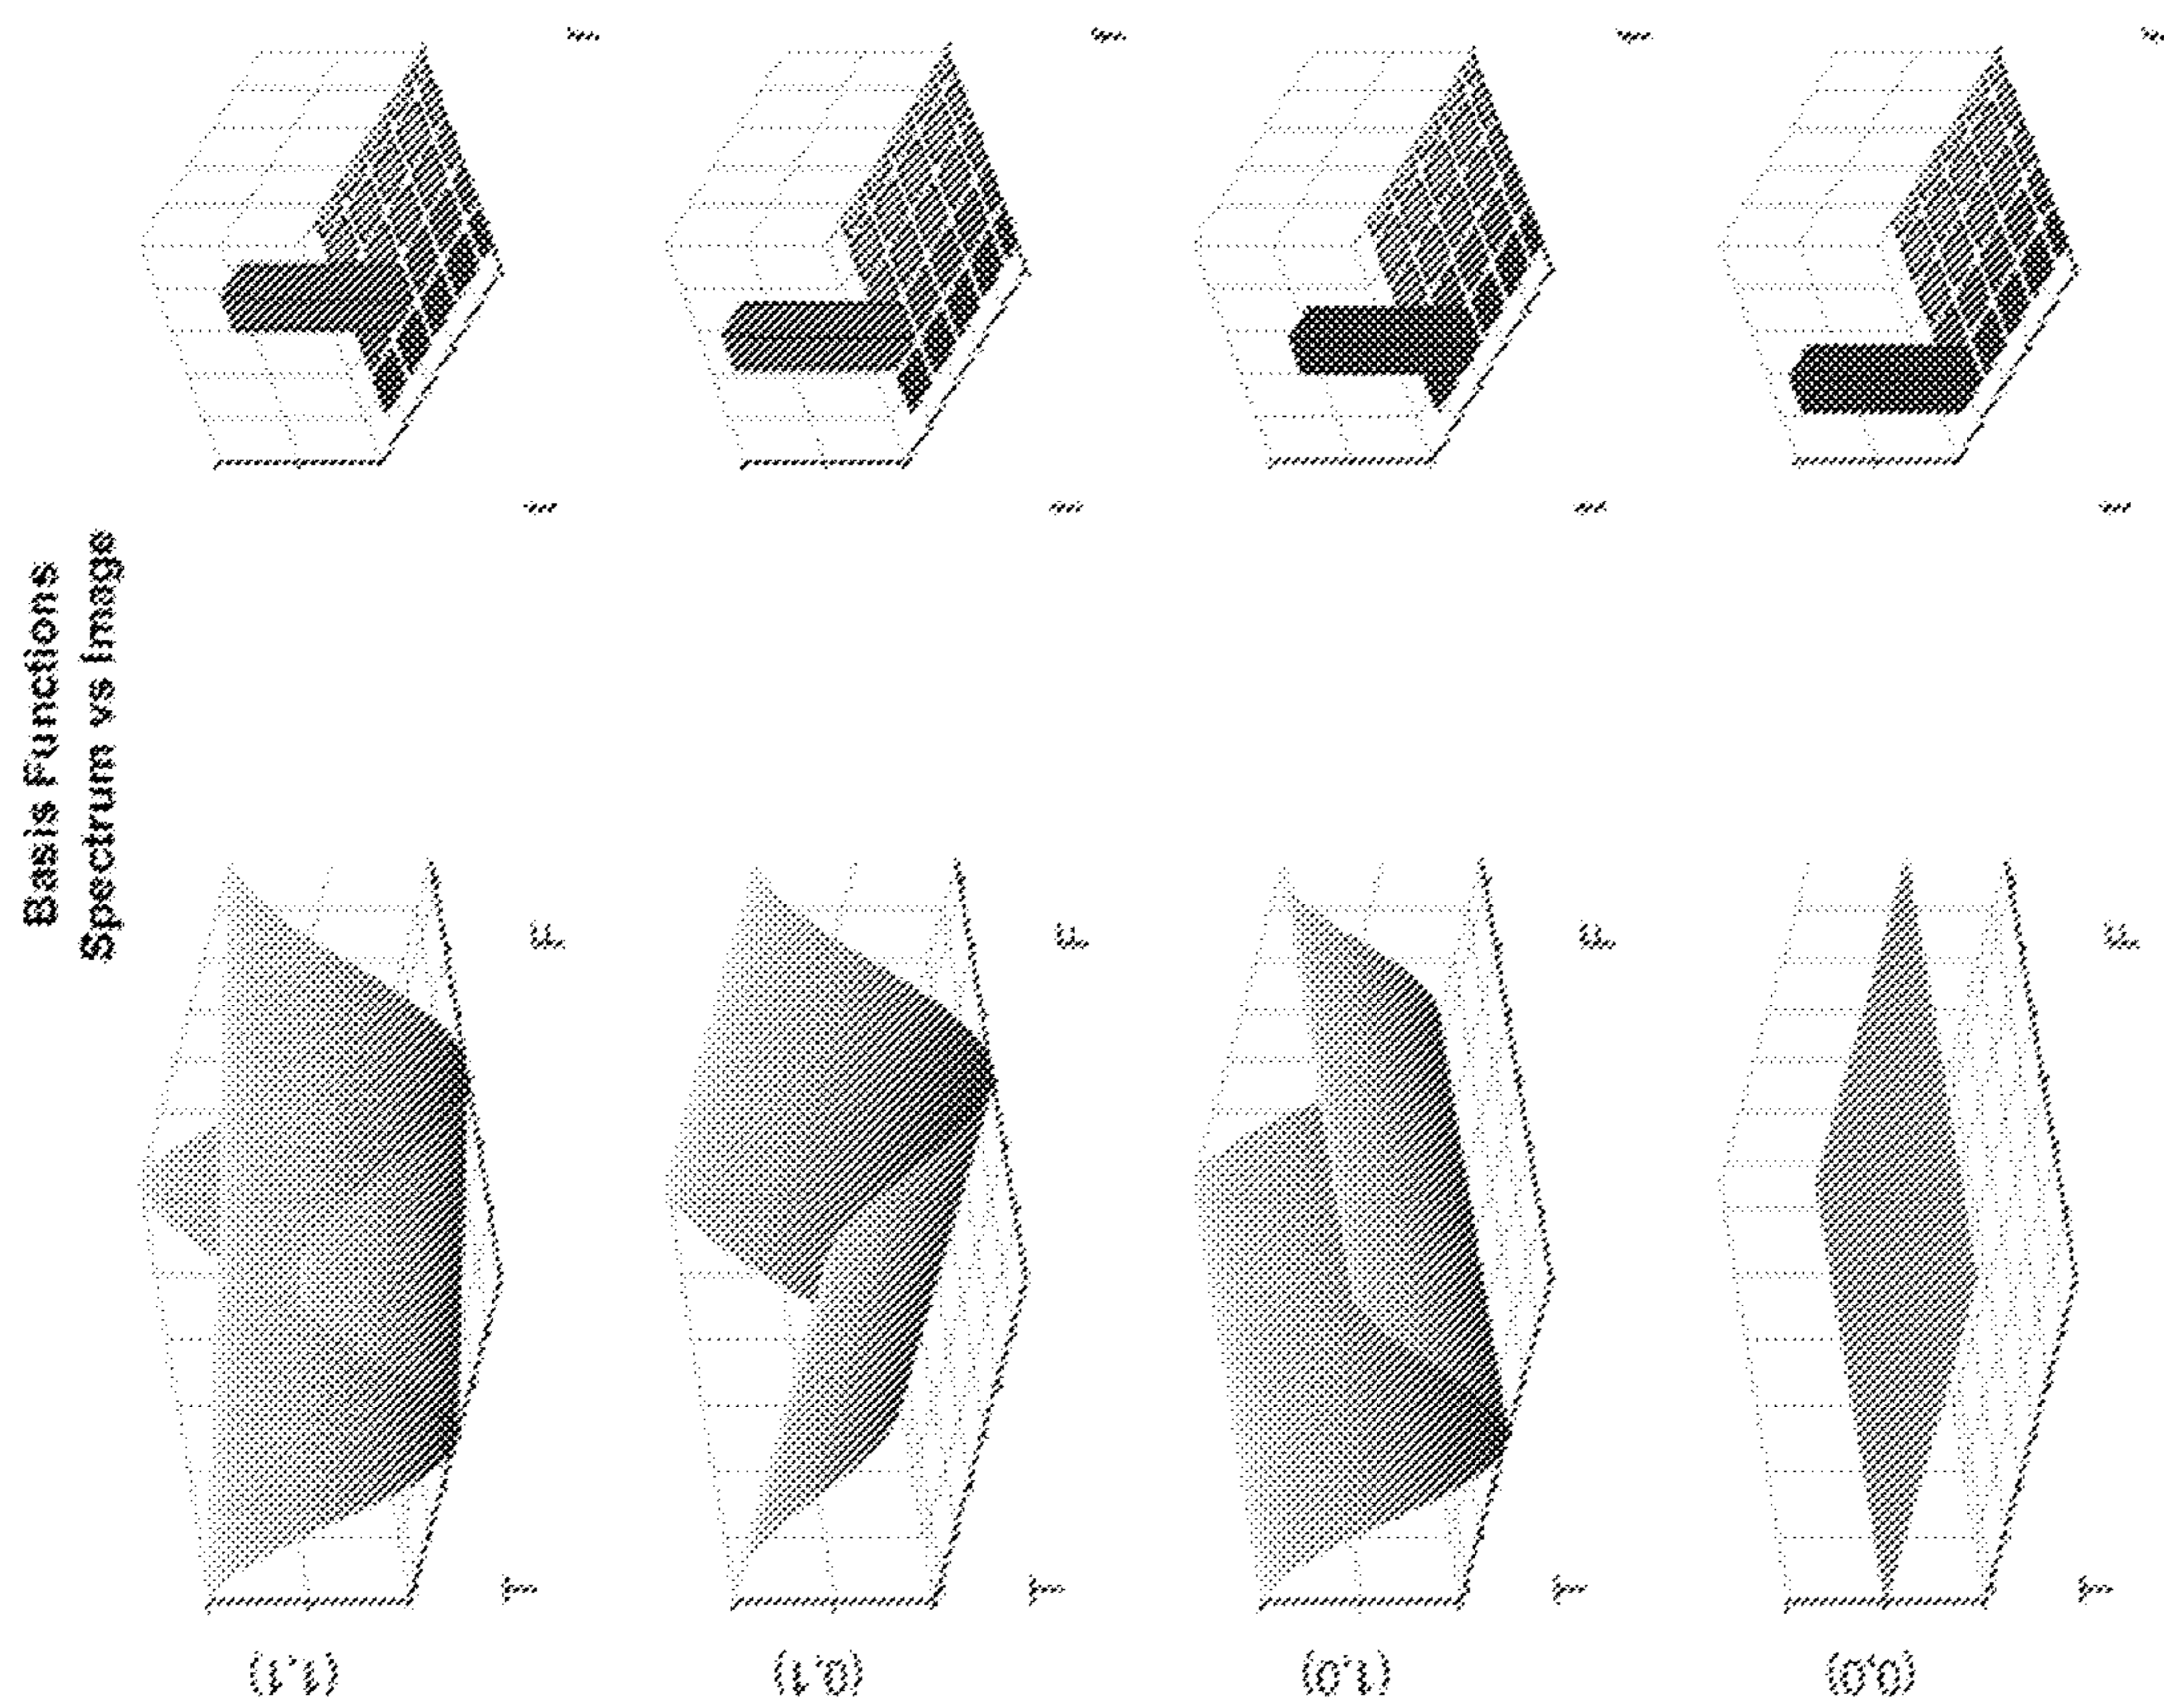 Basis Functions
Spectrum vs Image
(1,1)
T
F
(0,1)
T
F
(1,0)
T
F
(0,0)
T
F